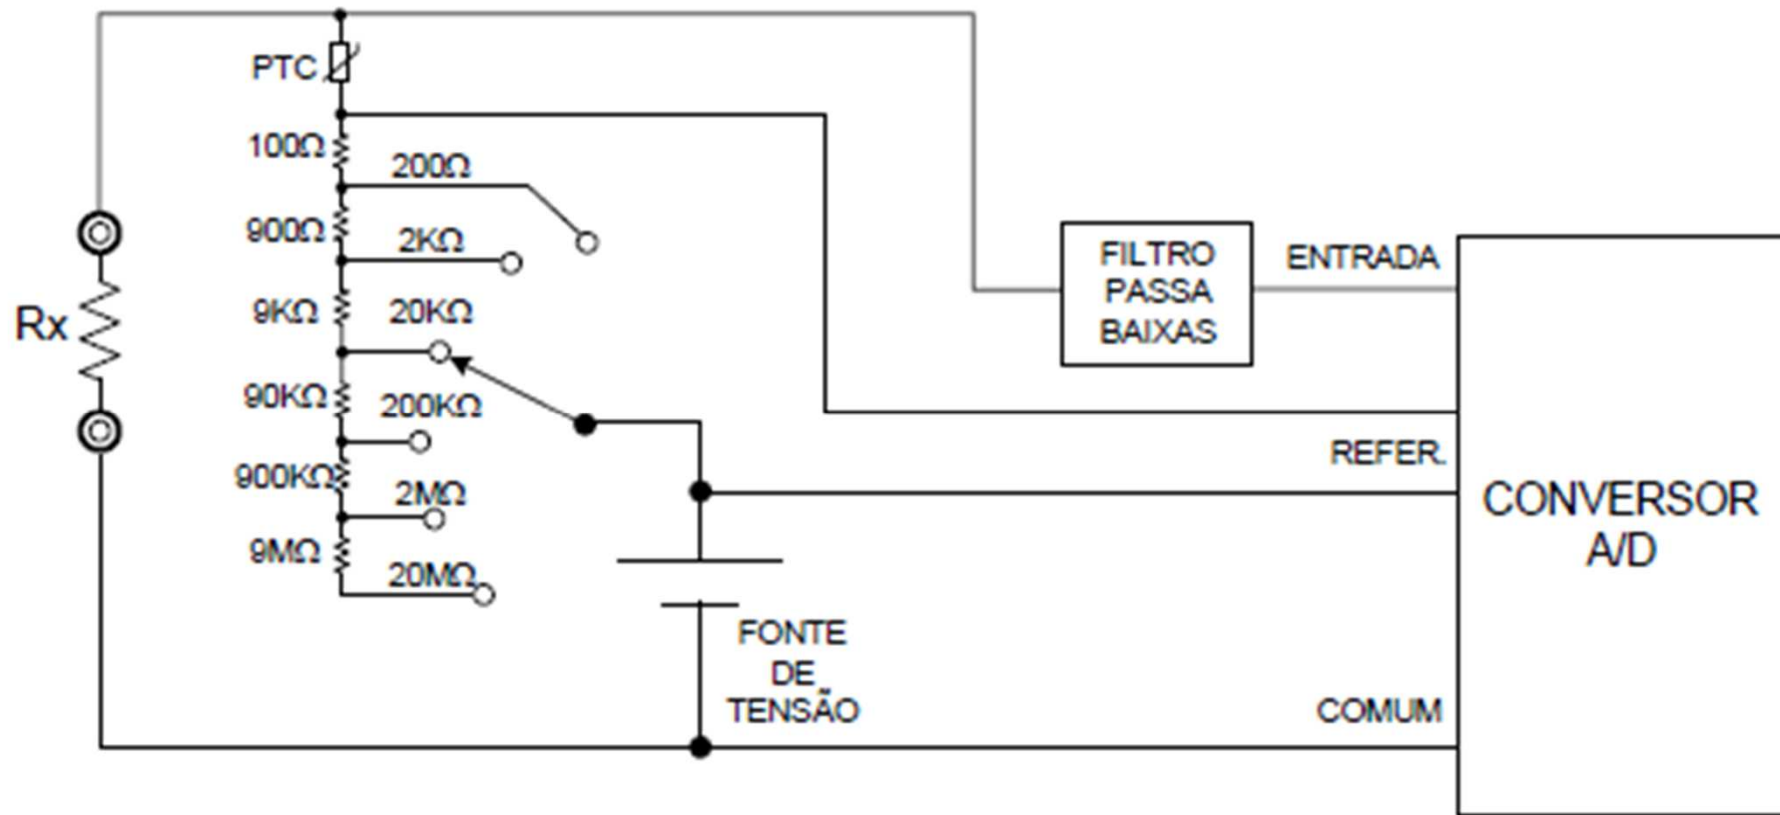 PTC
100Ω
200Ω
900Ω
2KΩ
FILTRO
PASSA
BAIXAS
ENTRADA
Rx
9KΩ
20KΩ
90KΩ
200KΩ
REFER.
900KΩ
2MΩ
CONVERSOR
A/D
9MΩ
20MΩ
FONTE
DE
TENSÃO
COMUM